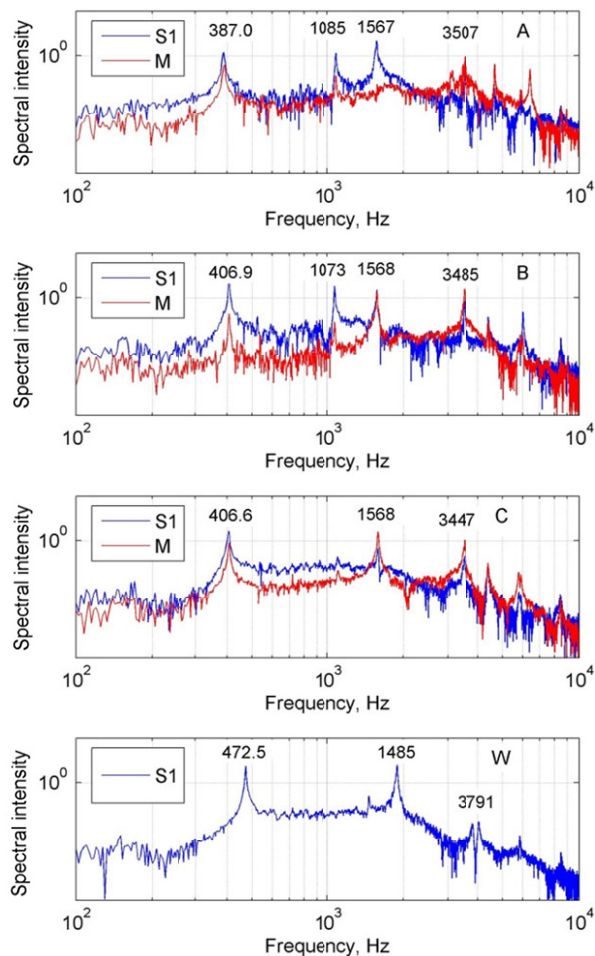 387.0 1085 1567 3507 A
S1
M
10^0
Spectral intensity
10^2 10^3 10^4
Frequency, Hz
406.9 1073 1568 3485 B
S1
M
10^0
Spectral intensity
10^2 10^3 10^4
Frequency, Hz
406.6 1568 3447 C
S1
M
10^0
Spectral intensity
10^2 10^3 10^4
Frequency, Hz
472.5 1485 W
S1
3791
10^0
Spectral intensity
10^2 10^3 10^4
Frequency, Hz